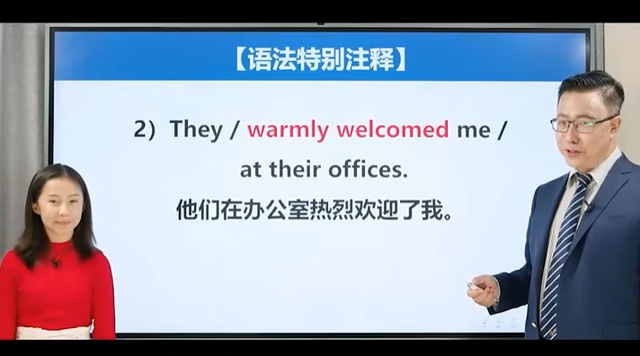 【语法特别注释】
2）They / warmly welcomed me /
at their offices.
他们在办公室热烈欢迎了我。